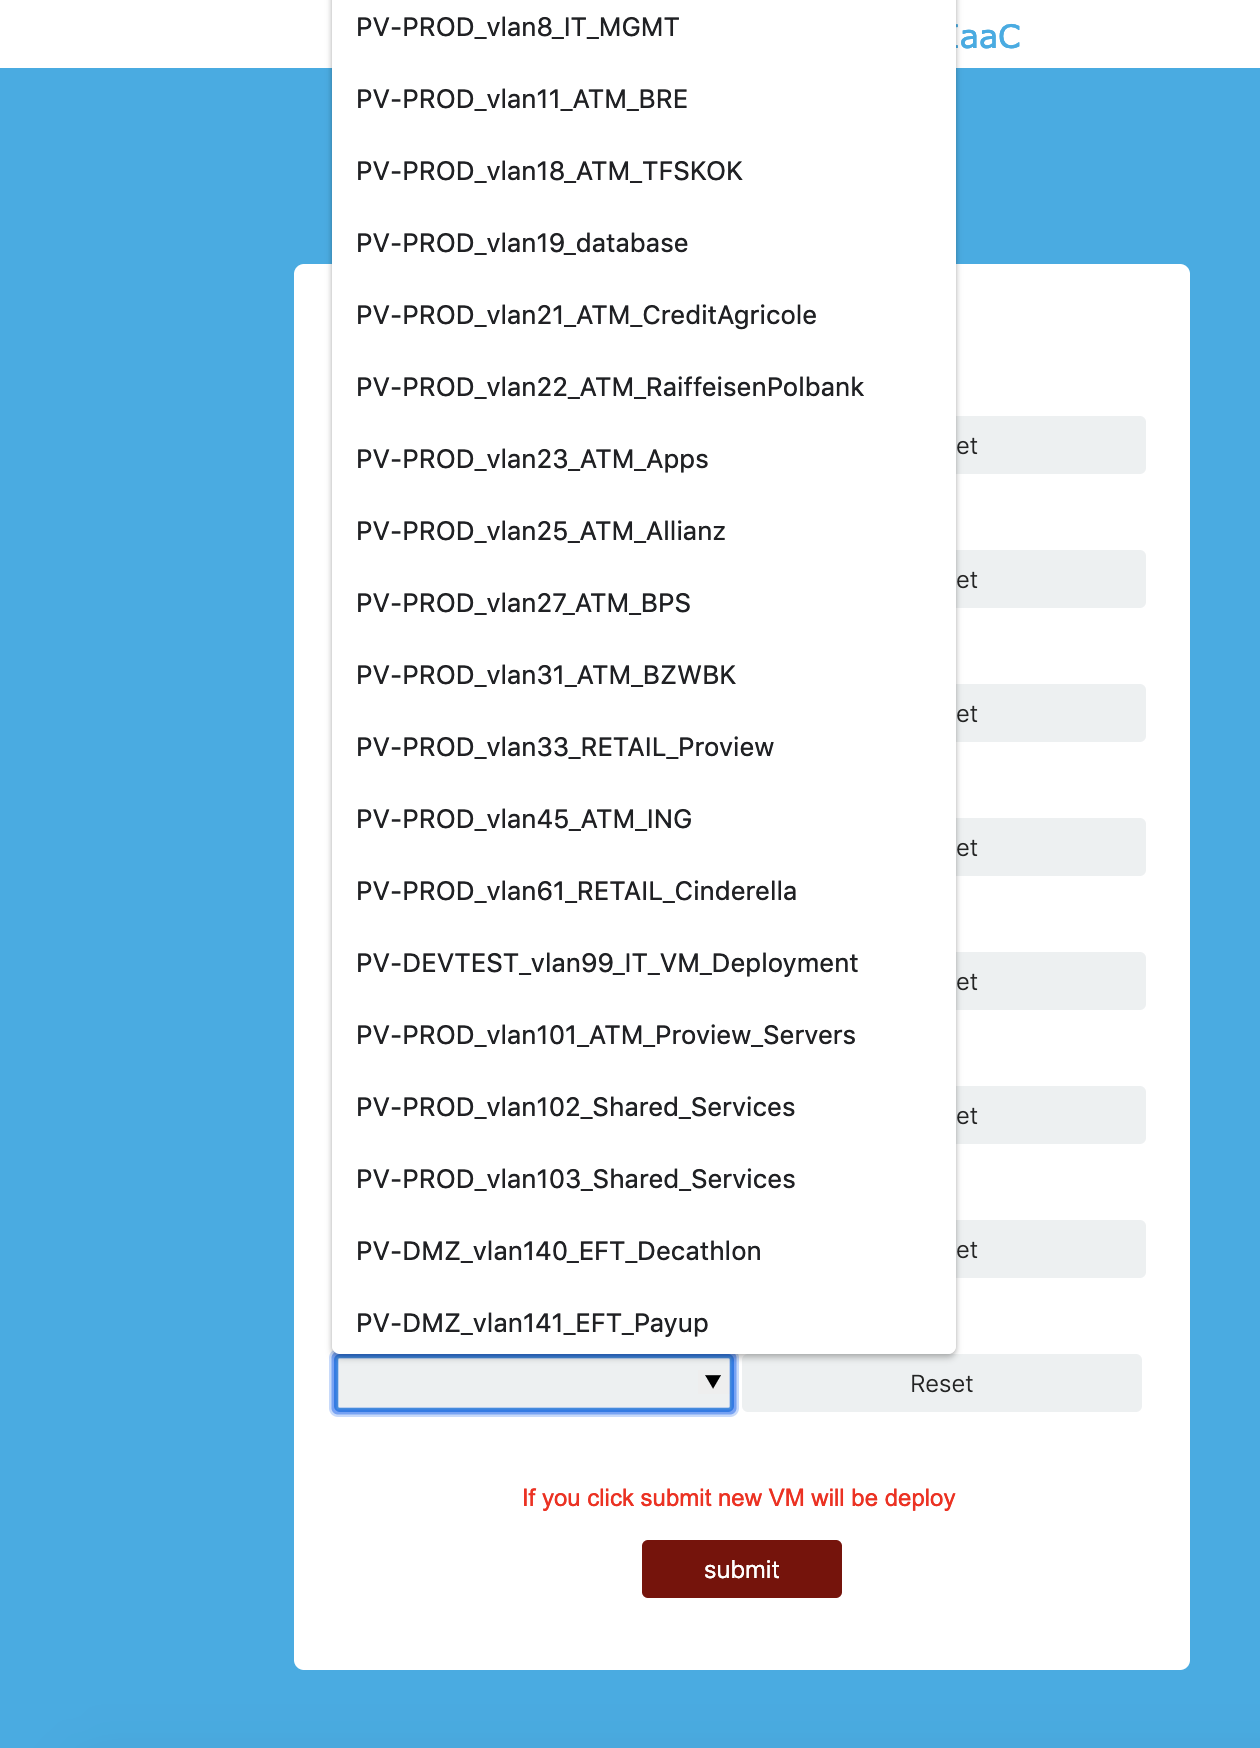 PV-PROD_vlan8_IT_MGMT
IaaC
PV-PROD_vlan11_ATM_BRE
PV-PROD_vlan18_ATM_TFSKOK
PV-PROD_vlan19_database
PV-PROD_vlan21_ATM_CreditAgricole
PV-PROD_vlan22_ATM_RaiffeisenPolbank
et
PV-PROD_vlan23_ATM_Apps
PV-PROD_vlan25_ATM_Allianz
et
PV-PROD_vlan27_ATM_BPS
PV-PROD_vlan31_ATM_BZWBK
et
PV-PROD_vlan33_RETAIL_Proview
PV-PROD_vlan45_ATM_ING
et
PV-PROD_vlan61_RETAIL_Cinderella
PV-DEVTEST_vlan99_IT_VM_Deployment
et
PV-PROD_vlan101_ATM_Proview_Servers
PV-PROD_vlan102_Shared_Services
et
PV-PROD_vlan103_Shared_Services
PV-DMZ_vlan140_EFT_Decathlon
et
PV-DMZ_vlan141_EFT_Payup
Reset
If you click submit new VM will be deploy
submit